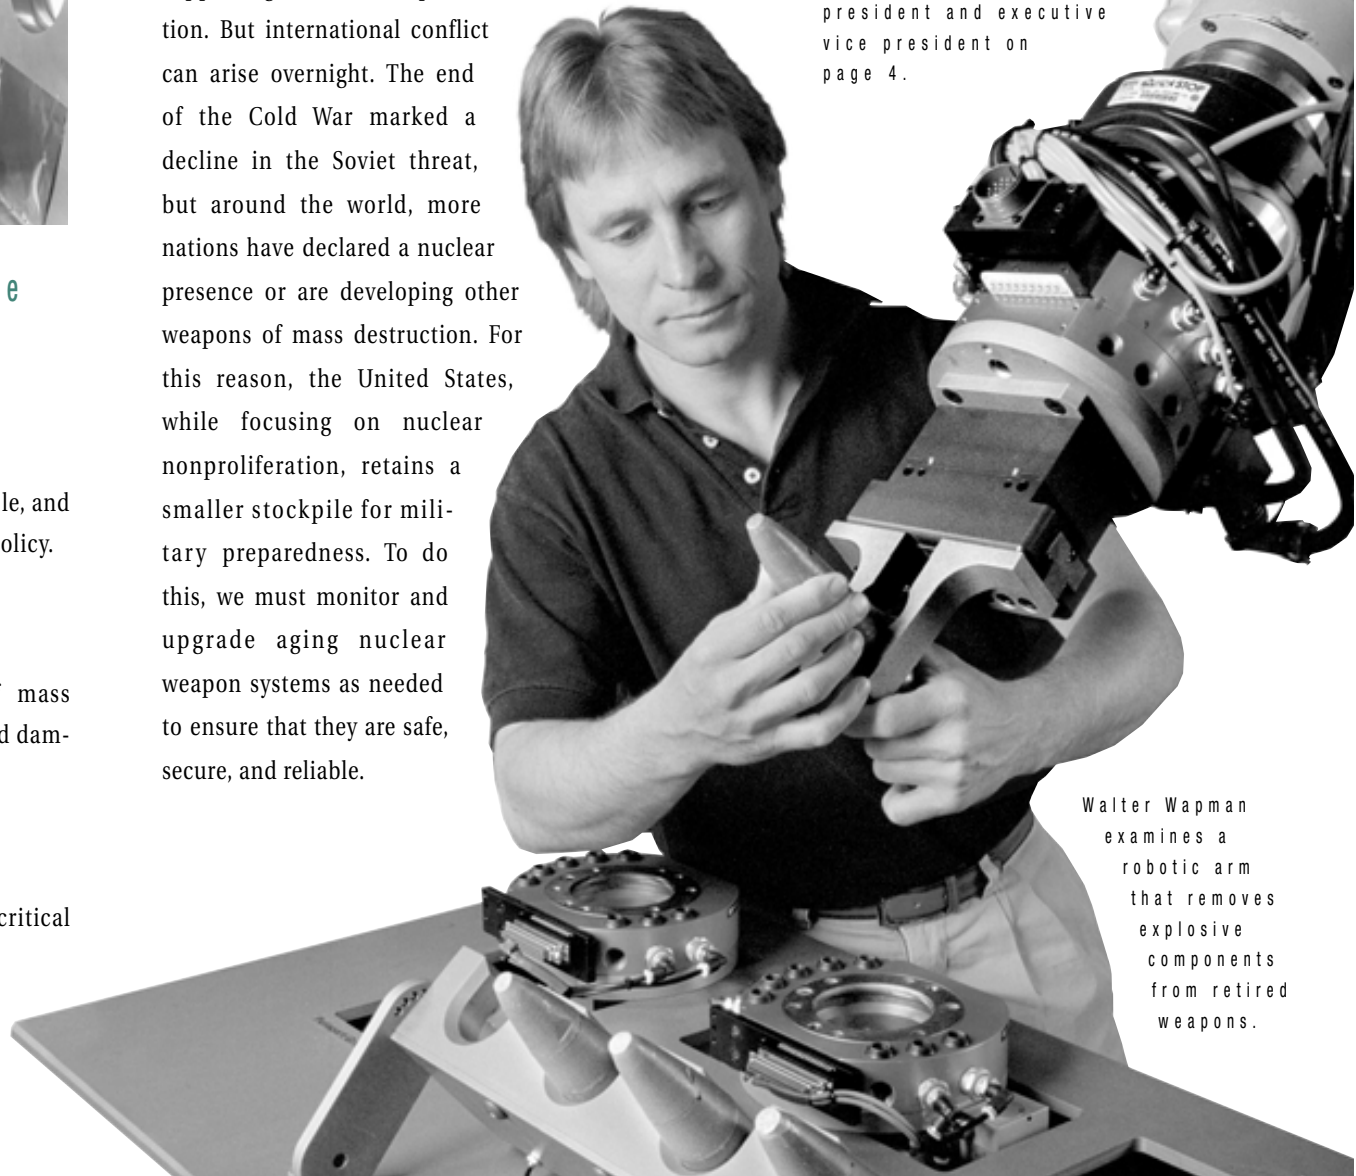 e
le, and
olicy.
mass
d dam-
critical
tion. But international conflict
can arise overnight. The end
of the Cold War marked a
decline in the Soviet threat,
but around the world, more
nations have declared a nuclear
presence or are developing other
weapons of mass destruction. For
this reason, the United States,
while focusing on nuclear
nonproliferation, retains a
smaller stockpile for mili-
tary preparedness. To do
this, we must monitor and
upgrade aging nuclear
weapon systems as needed
to ensure that they are safe,
secure, and reliable.
president and executive
vice president on
page 4.
QUICKSTOP
Walter Wapman
examines a
robotic arm
that removes
explosive
components
from retired
weapons.